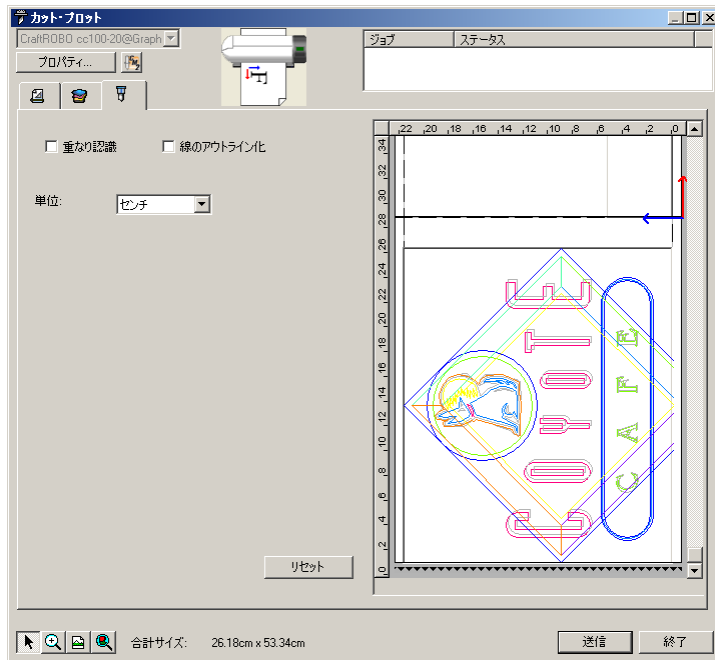 カット・プロット
CraftROBO cc100-20@Graph
プロパティ...
ジョブ ステータス
重なり認識 線のアウトライン化
単位: センチ
22 20 18 16 14 12 10 8 6 4 2 0
34
32
30
28
26
24
22
20
18
16
14
12
10
8
6
4
2
0
COYOTE
CAFE
リセット
合計サイズ: 26.18cm x 53.34cm
送信 終了